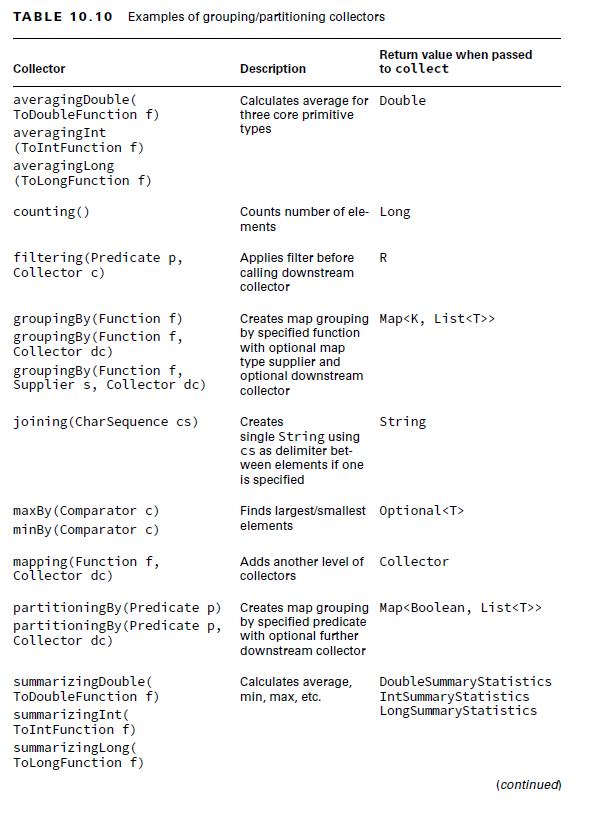 TABLE 10.10 Examples of grouping/partitioning collectors
Collector Description Return value when passed
to collect
averagingDouble( Calculates average for Double
ToDoubleFunction f) three core primitive
averagingInt types
(ToIntFunction f)
averagingLong
(ToLongFunction f)
counting() Counts number of ele- Long
ments
filtering(Predicate p, Applies filter before R
Collector c) calling downstream
collector
groupingBy(Function f) Creates map grouping Map<K, List<T>>
groupingBy(Function f, by specified function
Collector dc) with optional map
groupingBy(Function f, type supplier and
Supplier s, Collector dc) optional downstream
collector
joining(CharSequence cs) Creates String
single String using
cs as delimiter bet-
ween elements if one
is specified
maxBy(Comparator c) Finds largest/smallest Optional<T>
minBy(Comparator c) elements
mapping(Function f, Adds another level of Collector
Collector dc) collectors
partitioningBy(Predicate p) Creates map grouping Map<Boolean, List<T>>
partitioningBy(Predicate p, by specified predicate
Collector dc) with optional further
downstream collector
summarizingDouble( Calculates average, DoubleSummaryStatistics
ToDoubleFunction f) min, max, etc. IntSummaryStatistics
summarizingInt( LongSummaryStatistics
ToIntFunction f)
summarizingLong(
ToLongFunction f)
(continued)